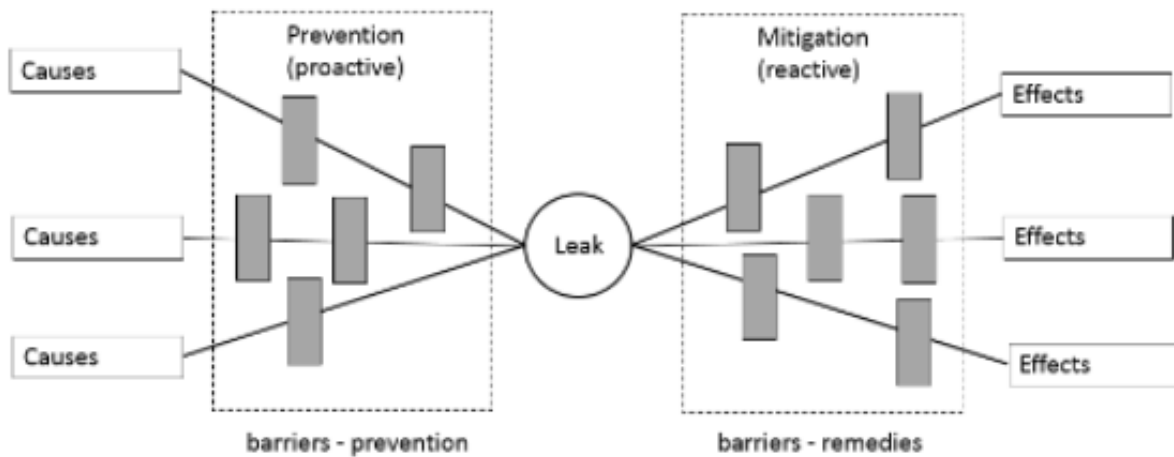 Prevention
(proactive)
Mitigation
(reactive)
Causes
Effects
Causes
Leak
Effects
Causes
Effects
barriers - prevention
barriers - remedies